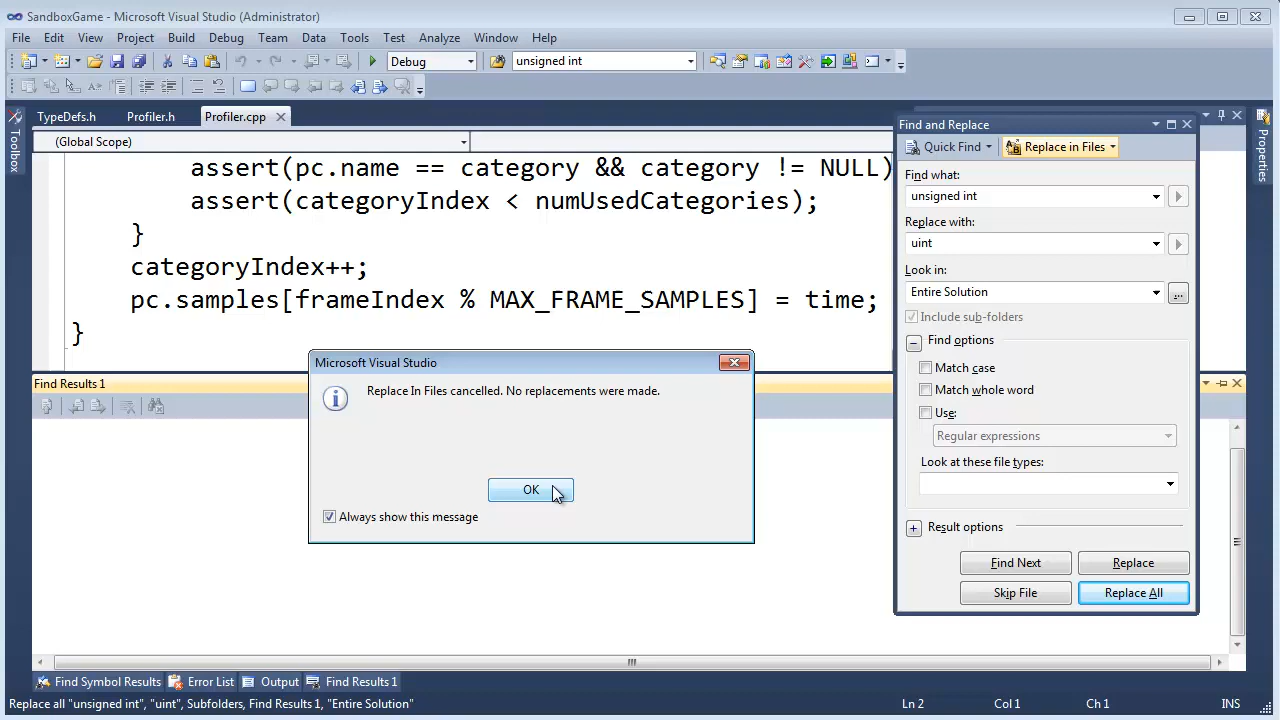 SandboxGame - Microsoft Visual Studio (Administrator)
File Edit View Project Build Debug Team Data Tools Test Analyze Window Help
Debug unsigned int
TypeDefs.h Profiler.h Profiler.cpp
(Global Scope)
Toolbox
assert(pc.name == category && category != NULL)
assert(categoryIndex < numUsedCategories);
}
categoryIndex++;
pc.samples[frameIndex % MAX_FRAME_SAMPLES] = time;
}
Find Results 1
Microsoft Visual Studio
Replace In Files cancelled. No replacements were made.
OK
Always show this message
Find and Replace
Quick Find Replace in Files
Find what:
unsigned int
Replace with:
uint
Look in:
Entire Solution
Include sub-folders
Find options
Match case
Match whole word
Use:
Regular expressions
Look at these file types:
Result options
Find Next Replace
Skip File Replace All
Properties
Find Symbol Results Error List Output Find Results 1
Replace all "unsigned int", "uint", Subfolders, Find Results 1, "Entire Solution" Ln 2 Col 1 Ch 1 INS